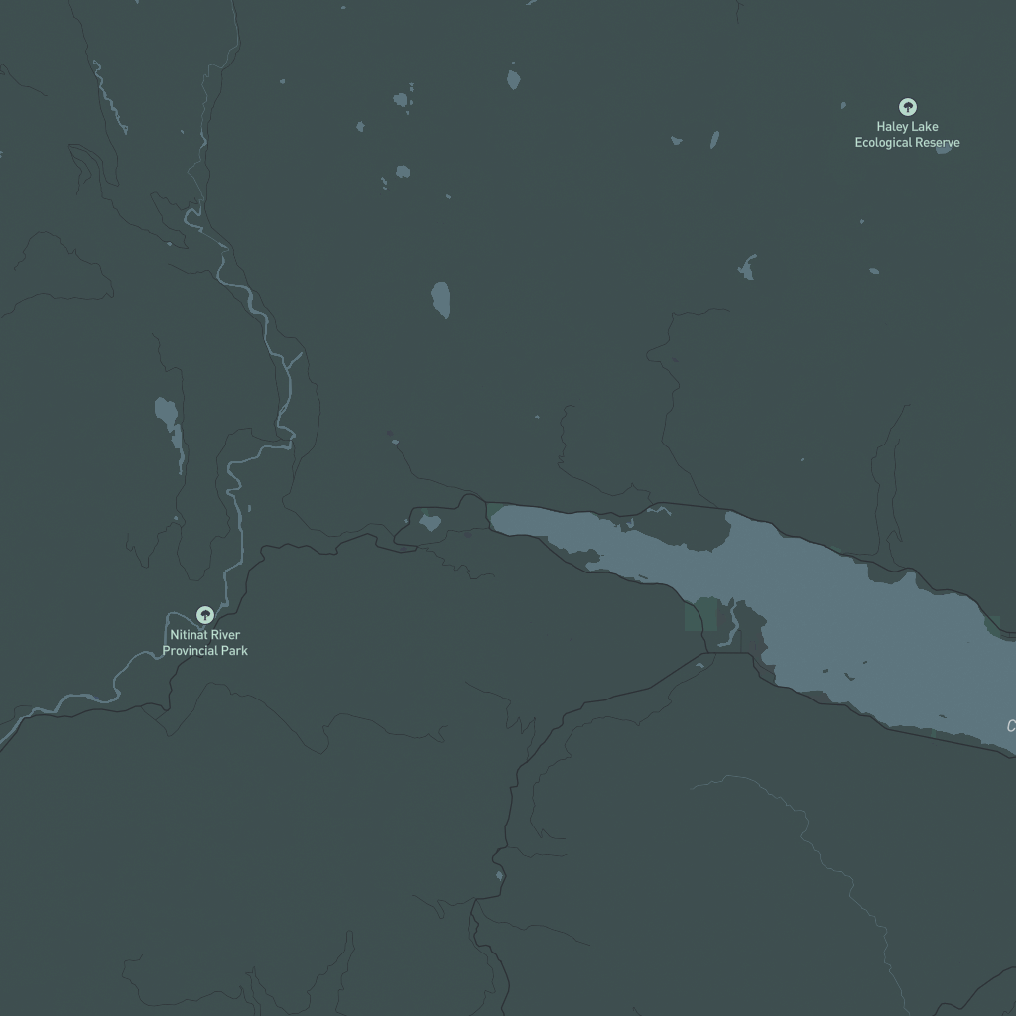 Haley Lake
Ecological Reserve
Nitinat River
Provincial Park
C